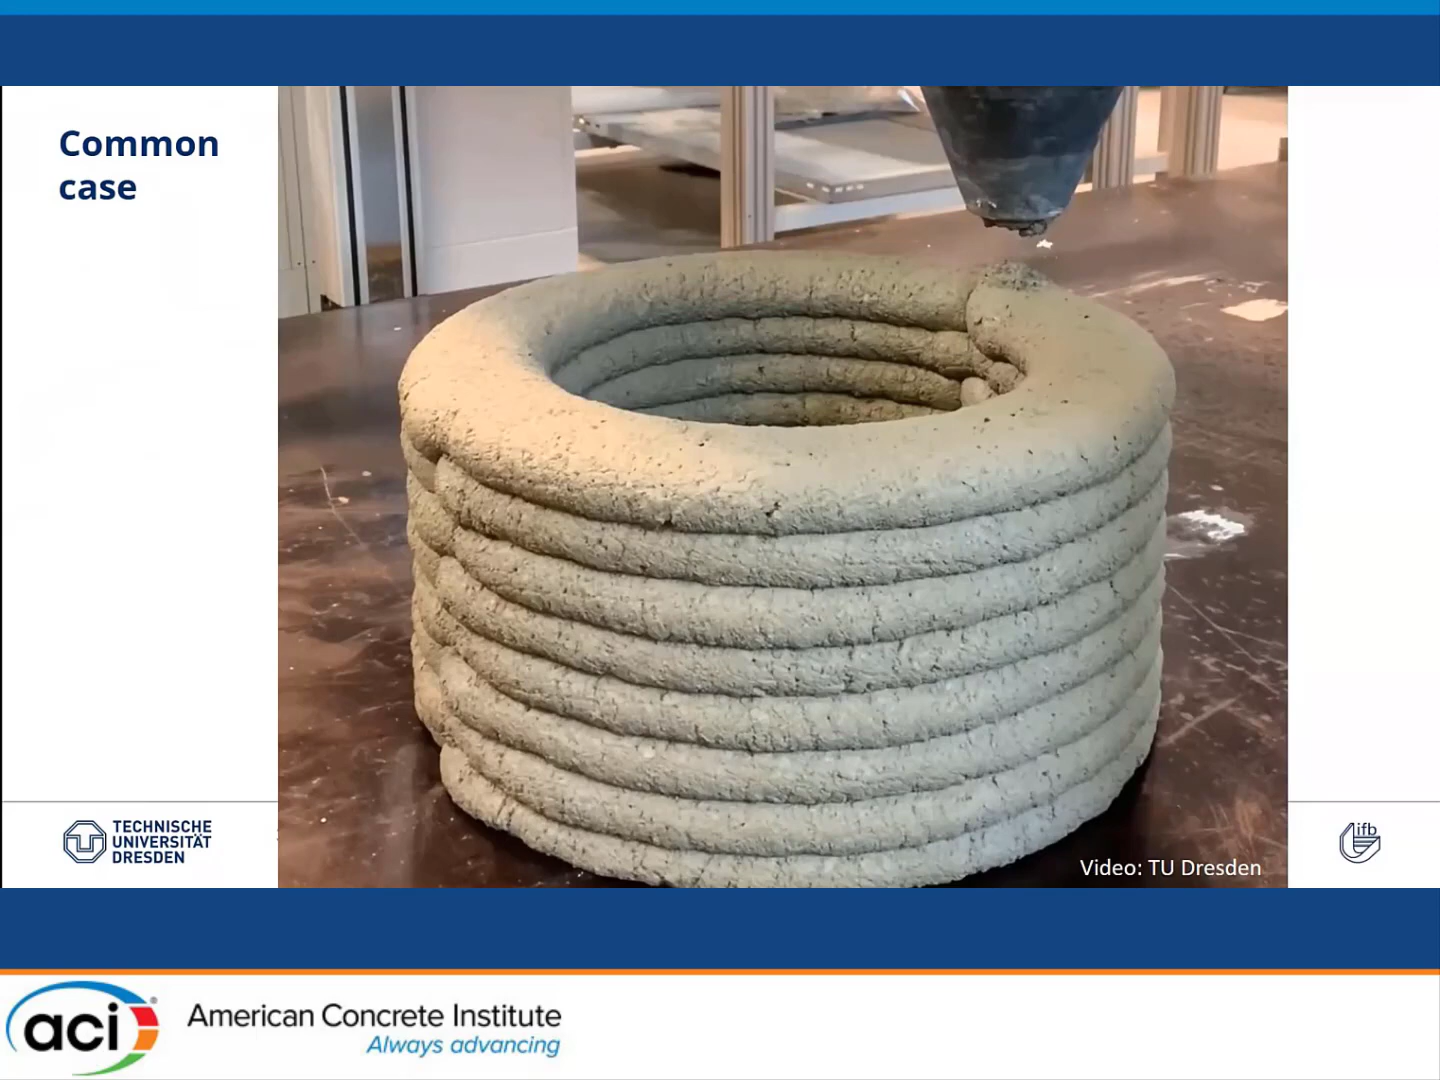 Common
case
TECHNISCHE
UNIVERSITÄT
DRESDEN
ifb
Video: TU Dresden
aci®
American Concrete Institute
Always advancing